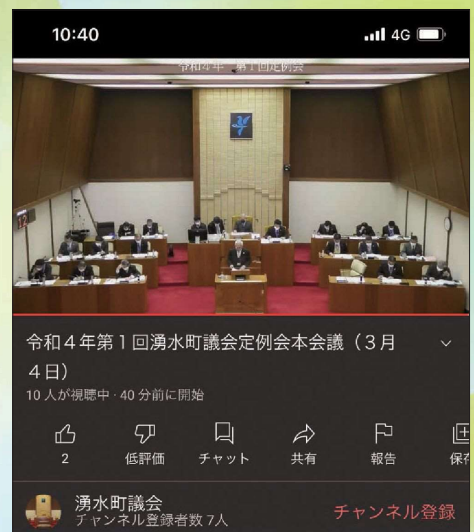 10:40
4G
令和4年 第1回定例会
令和4年第1回湧水町議会定例会本会議（3月
4日）
10 人が視聴中・40 分前に開始
2
低評価
チャット
共有
報告
保存
湧水町議会
チャンネル登録者数 7人
チャンネル登録